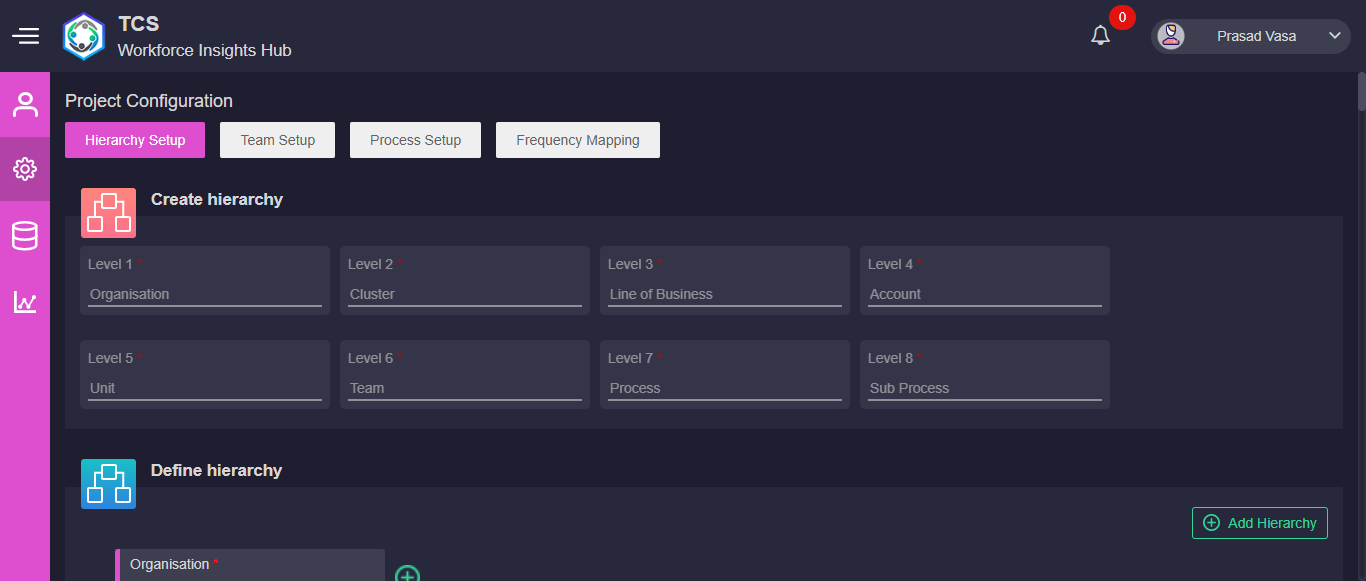 TCS
Workforce Insights Hub
0
Prasad Vasa
Project Configuration
Hierarchy Setup
Team Setup
Process Setup
Frequency Mapping
Create hierarchy
Level 1 *
Level 2 *
Level 3 *
Level 4 *
Organisation
Cluster
Line of Business
Account
Level 5 *
Level 6 *
Level 7 *
Level 8 *
Unit
Team
Process
Sub Process
Define hierarchy
Add Hierarchy
Organisation *